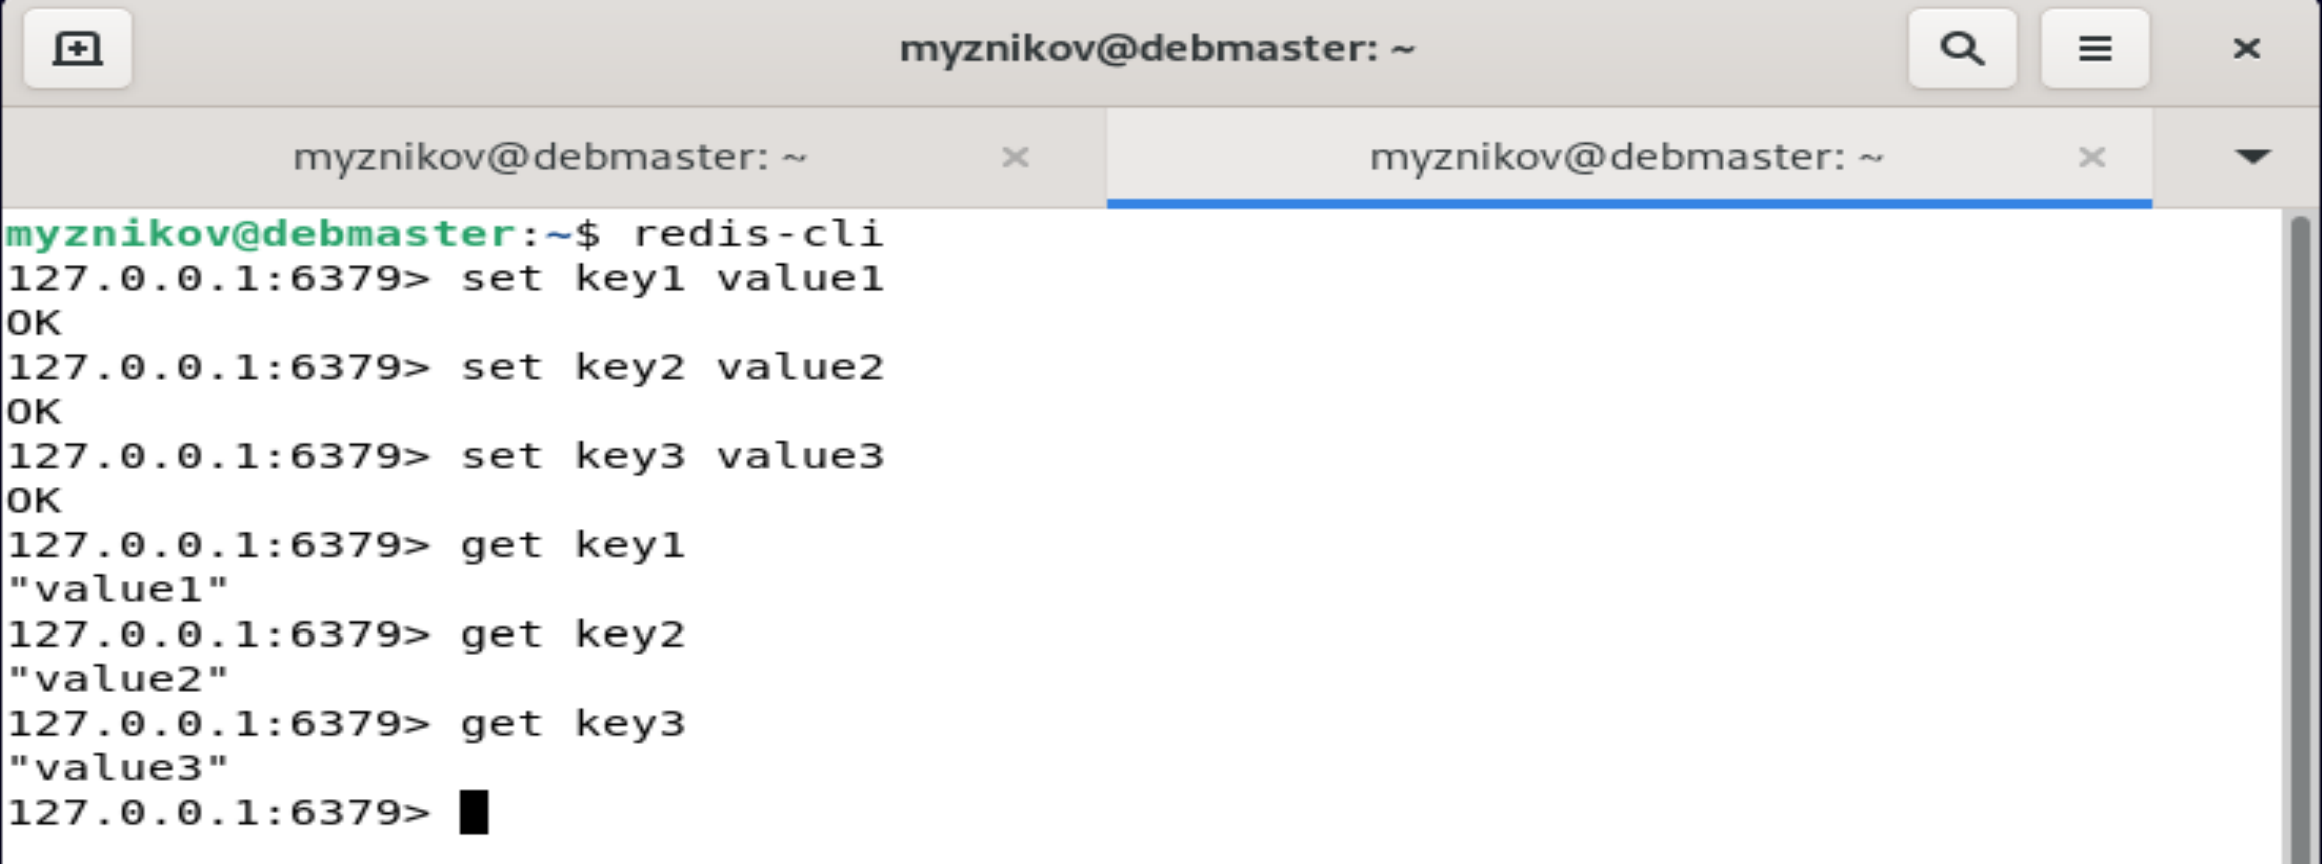 myznikov@debmaster: ~
myznikov@debmaster: ~
myznikov@debmaster: ~
myznikov@debmaster:~$ redis-cli
127.0.0.1:6379> set key1 value1
OK
127.0.0.1:6379> set key2 value2
OK
127.0.0.1:6379> set key3 value3
OK
127.0.0.1:6379> get key1
"value1"
127.0.0.1:6379> get key2
"value2"
127.0.0.1:6379> get key3
"value3"
127.0.0.1:6379>